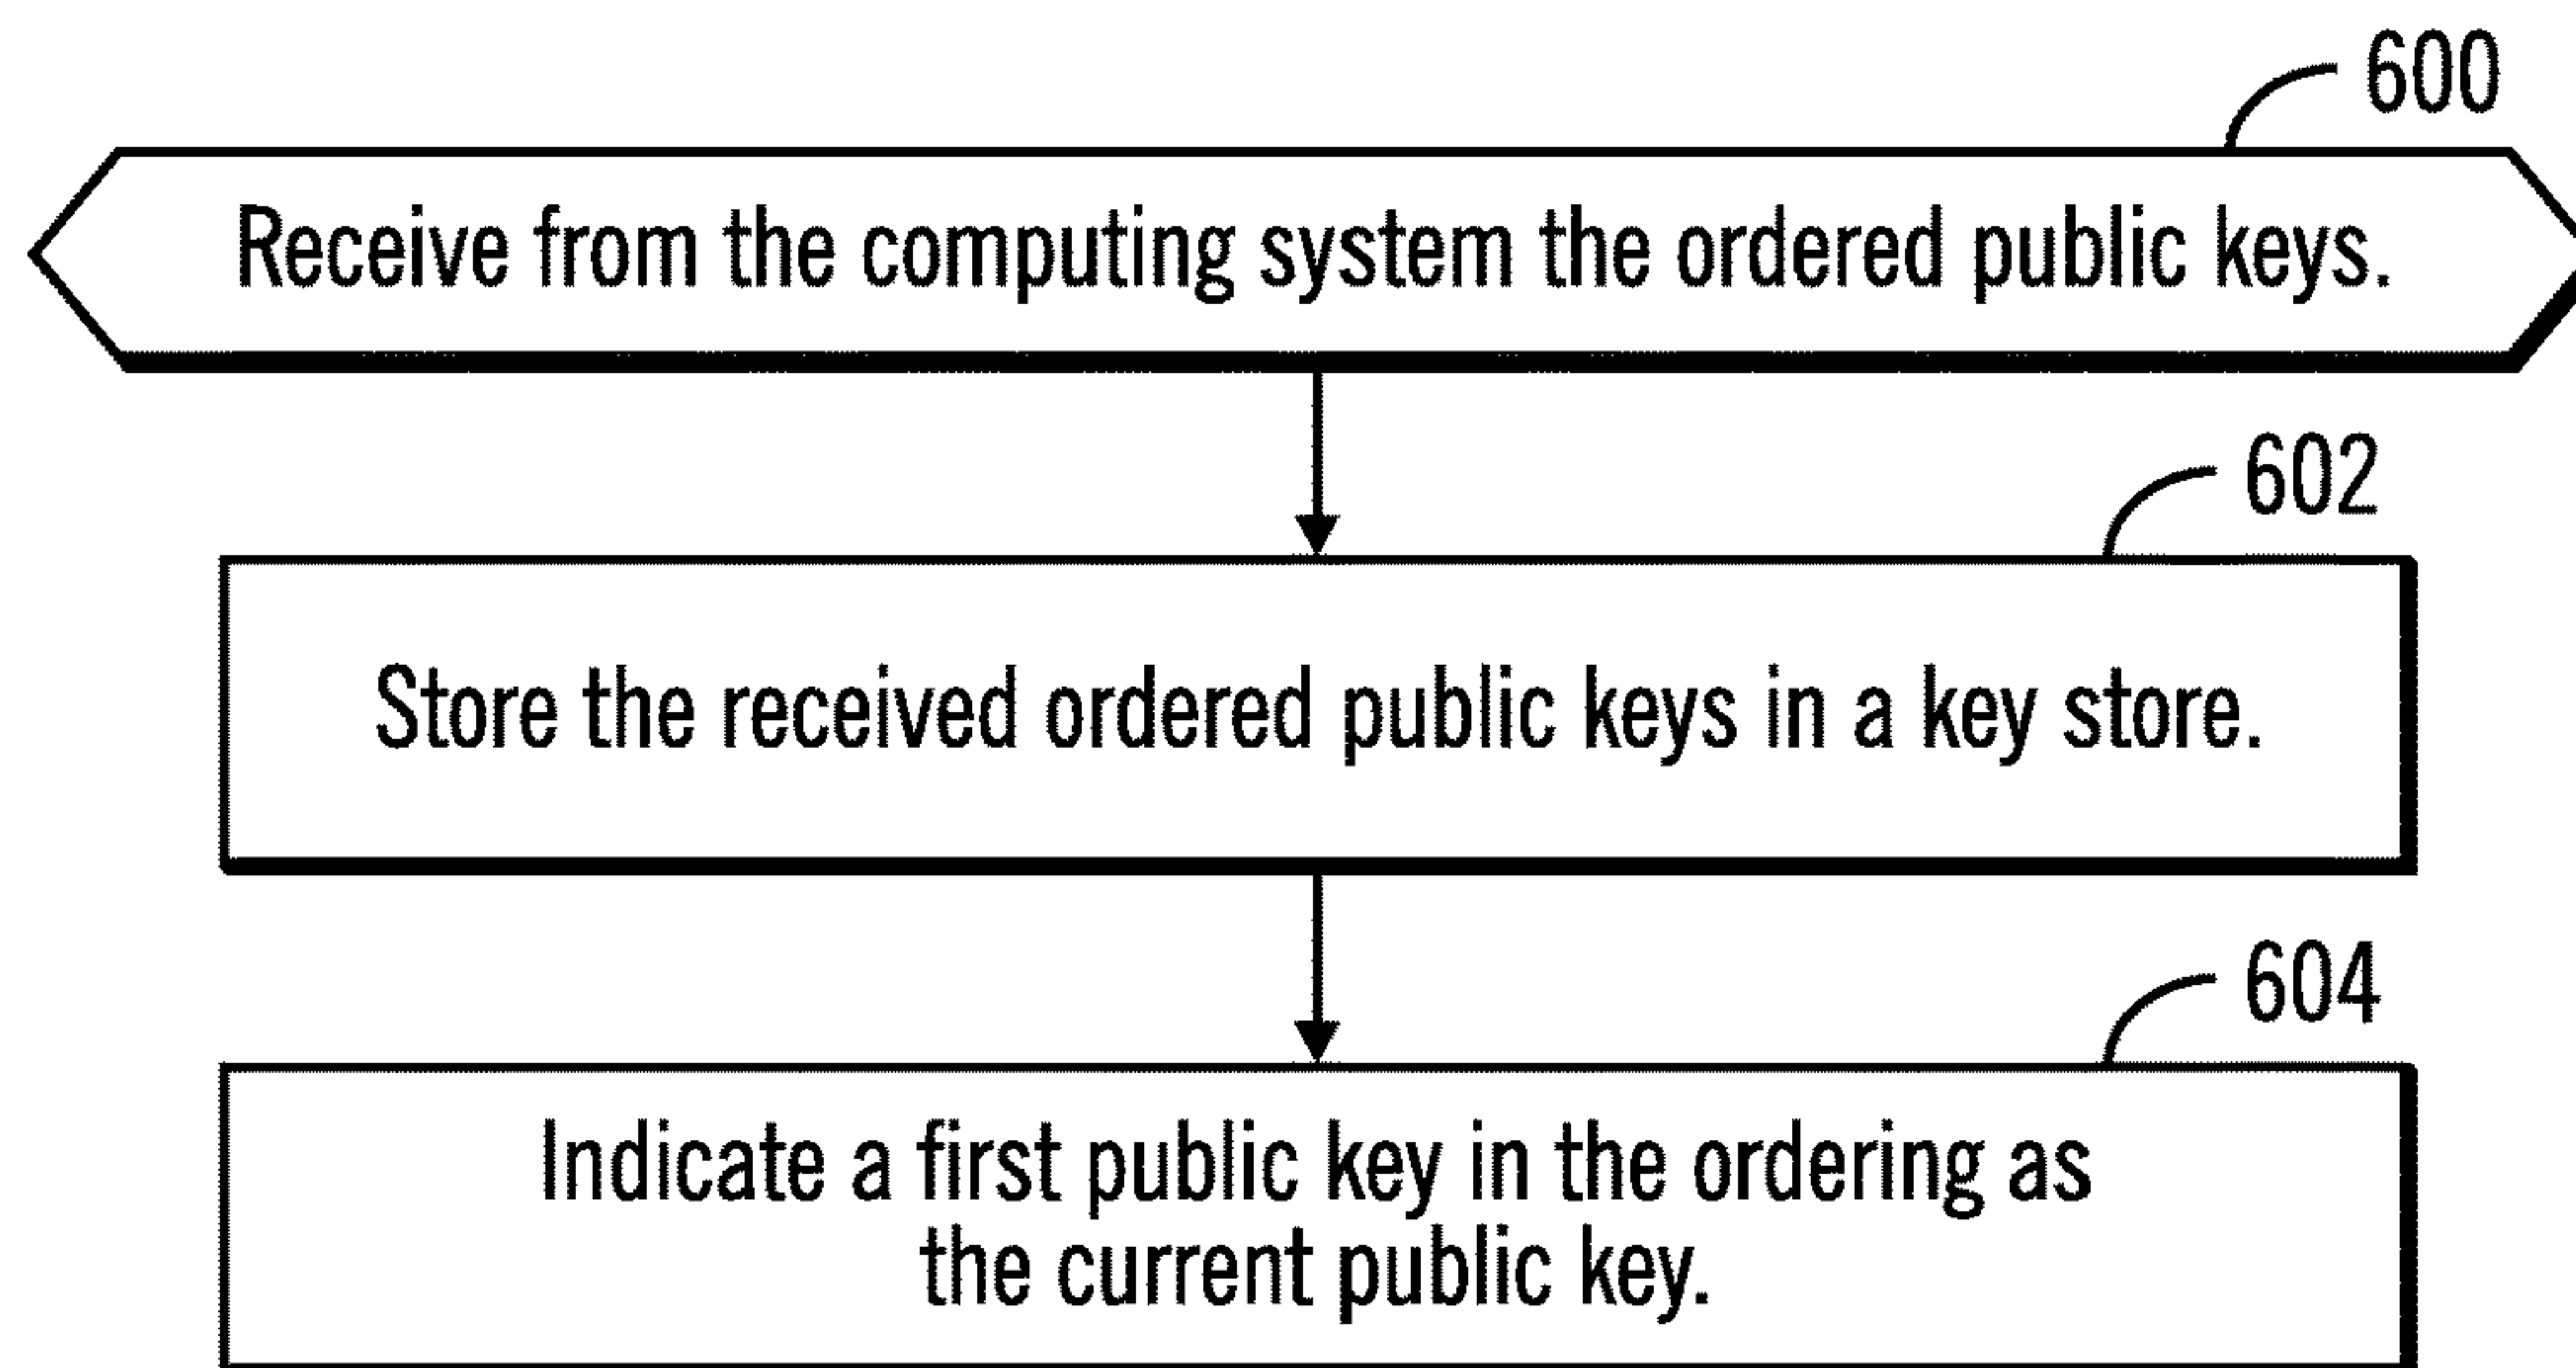 600
Receive from the computing system the ordered public keys.
602
Store the received ordered public keys in a key store.
604
Indicate a first public key in the ordering as
the current public key.